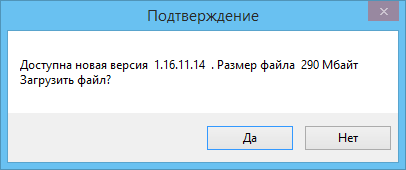 Подтверждение
Доступна новая версия 1.16.11.14 . Размер файла 290 Мбайт
Загрузить файл?
Да
Нет